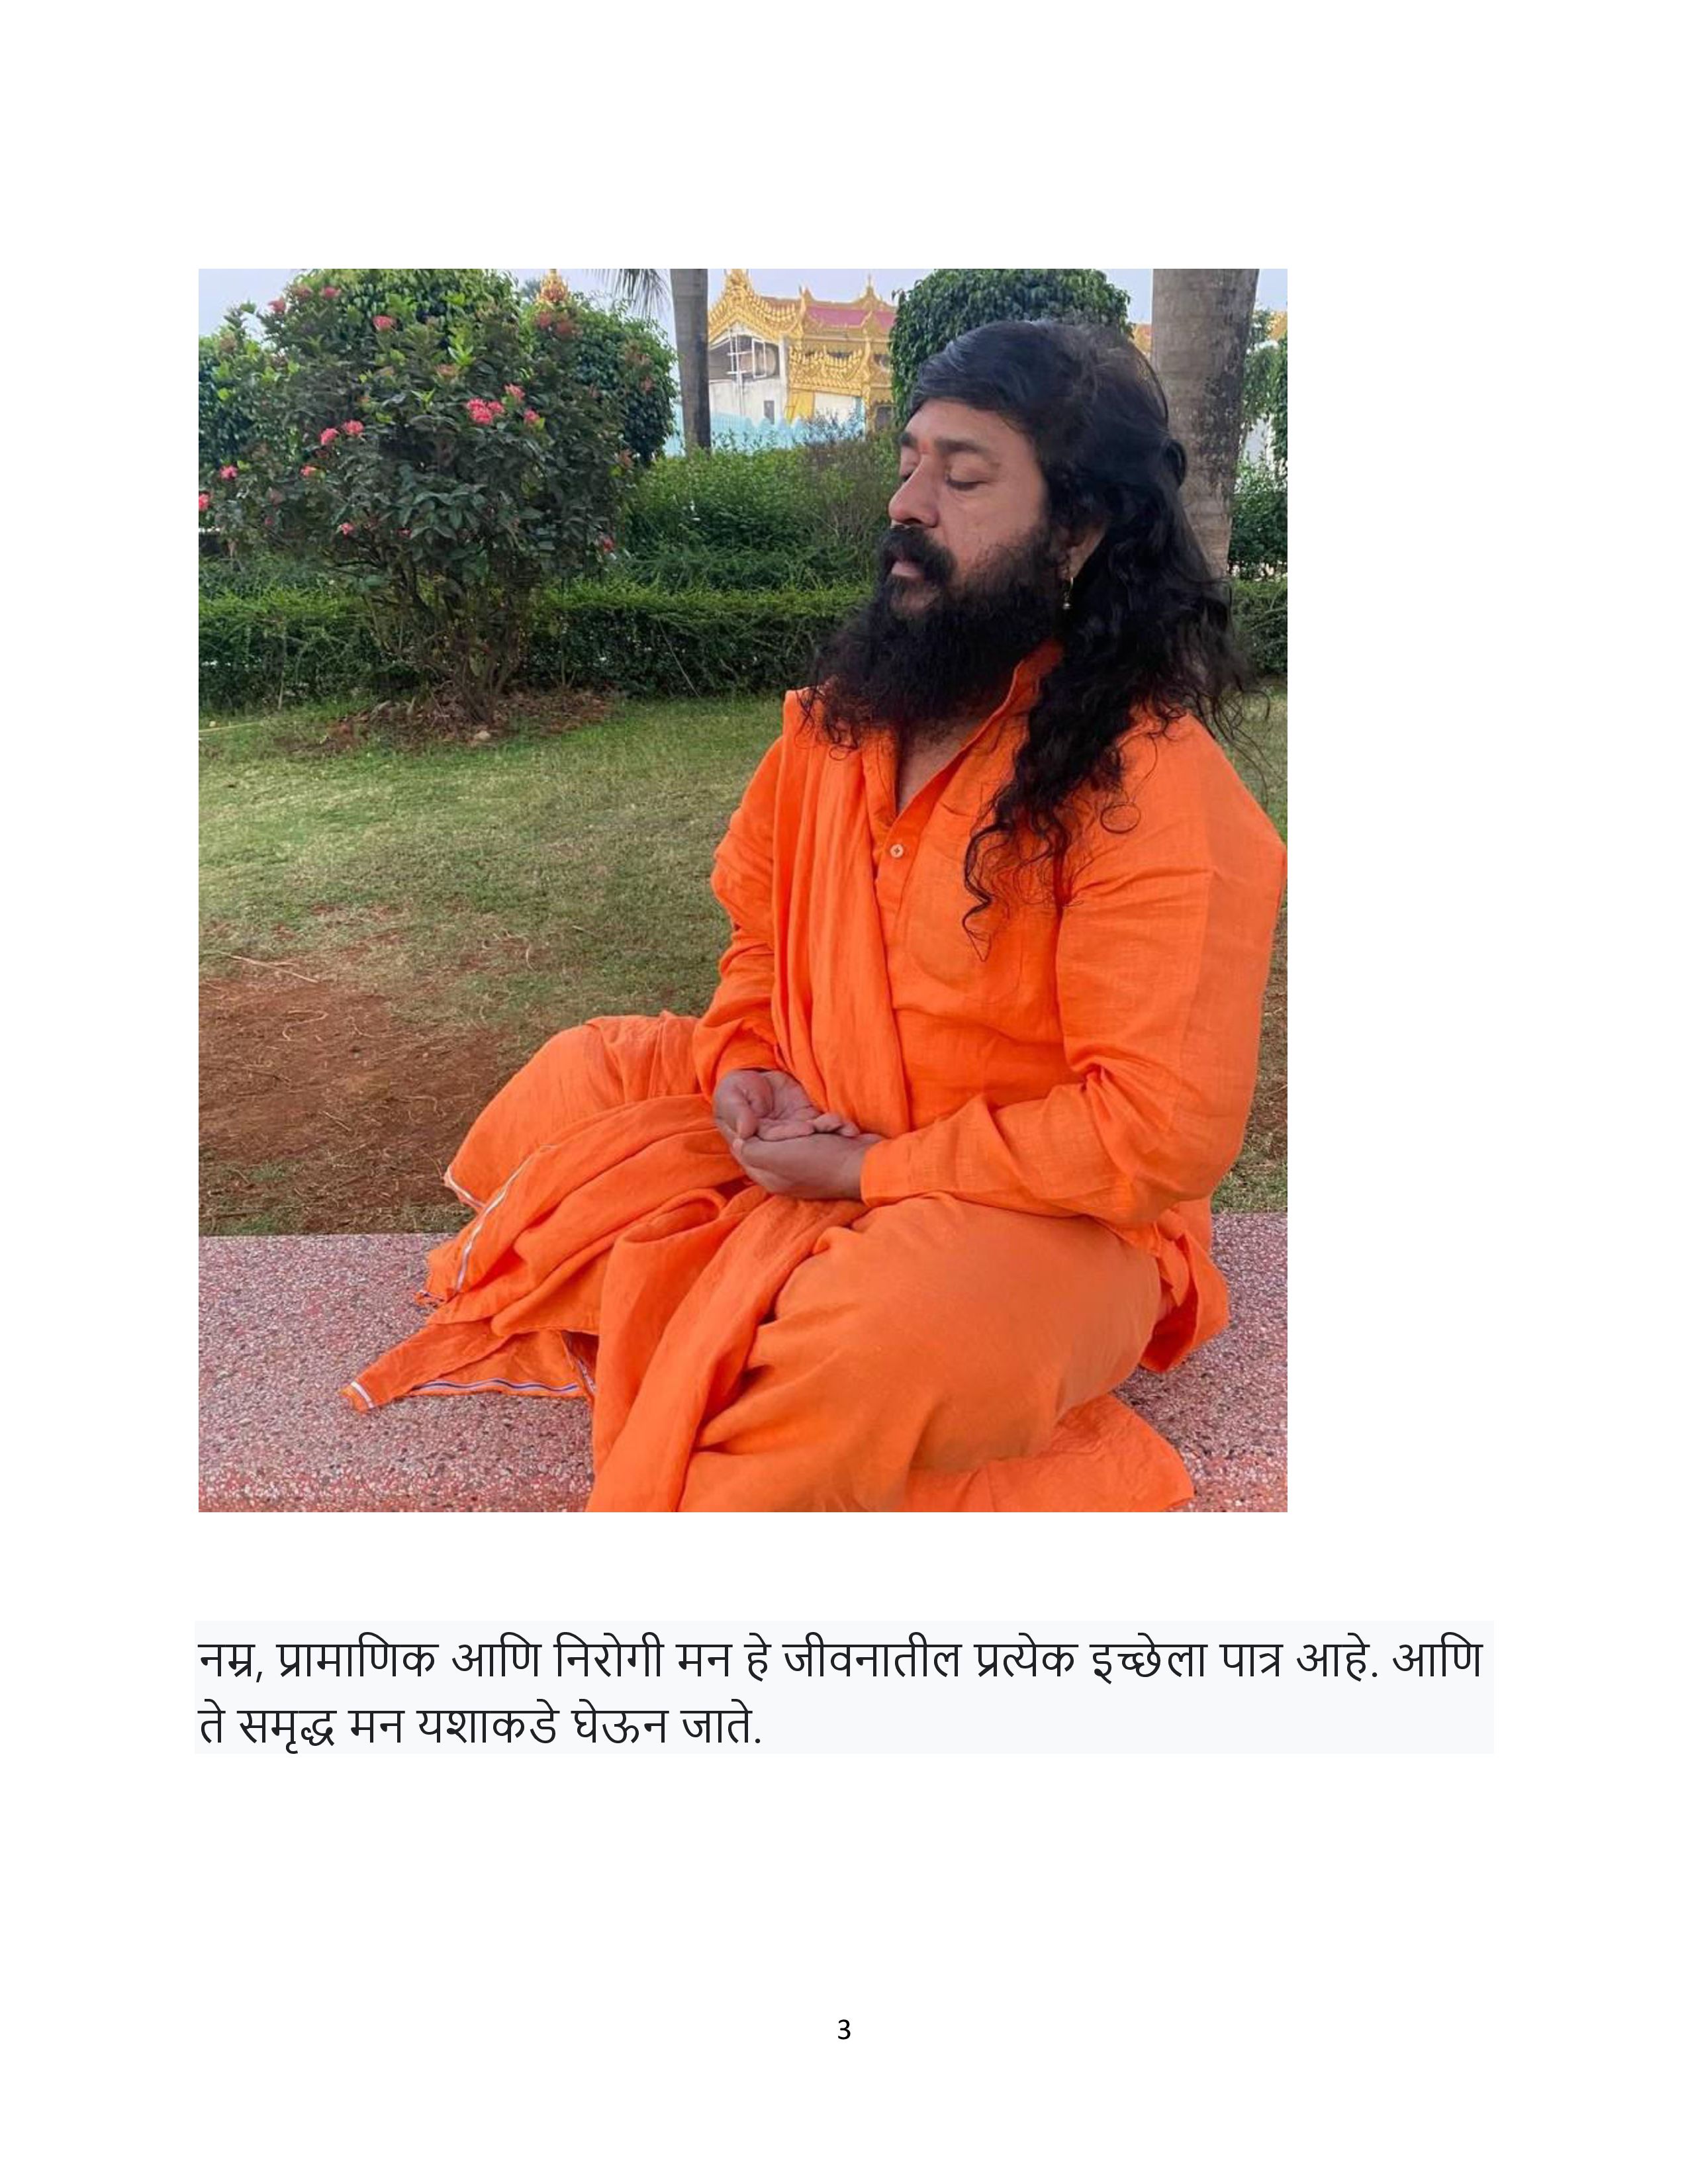 नम्र, प्रामाणिक आणि निरोगी मन हे जीवनातील प्रत्येक इच्छेला पात्र आहे. आणि
ते समृद्ध मन यशाकडे घेऊन जाते.
3